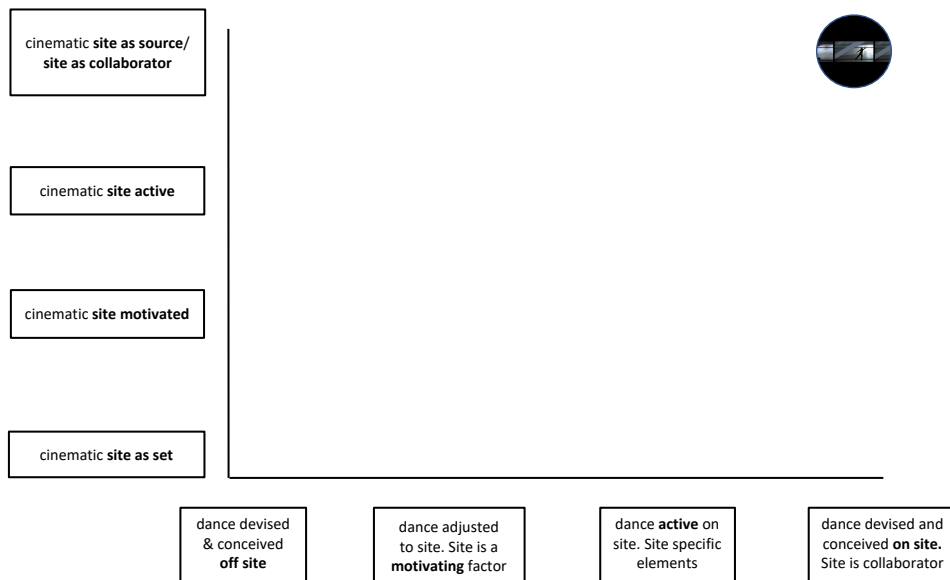 cinematic site as source/
site as collaborator
cinematic site active
cinematic site motivated
cinematic site as set
dance devised
& conceived
off site
dance adjusted
to site. Site is a
motivating factor
dance active on
site. Site specific
elements
dance devised and
conceived on site.
Site is collaborator